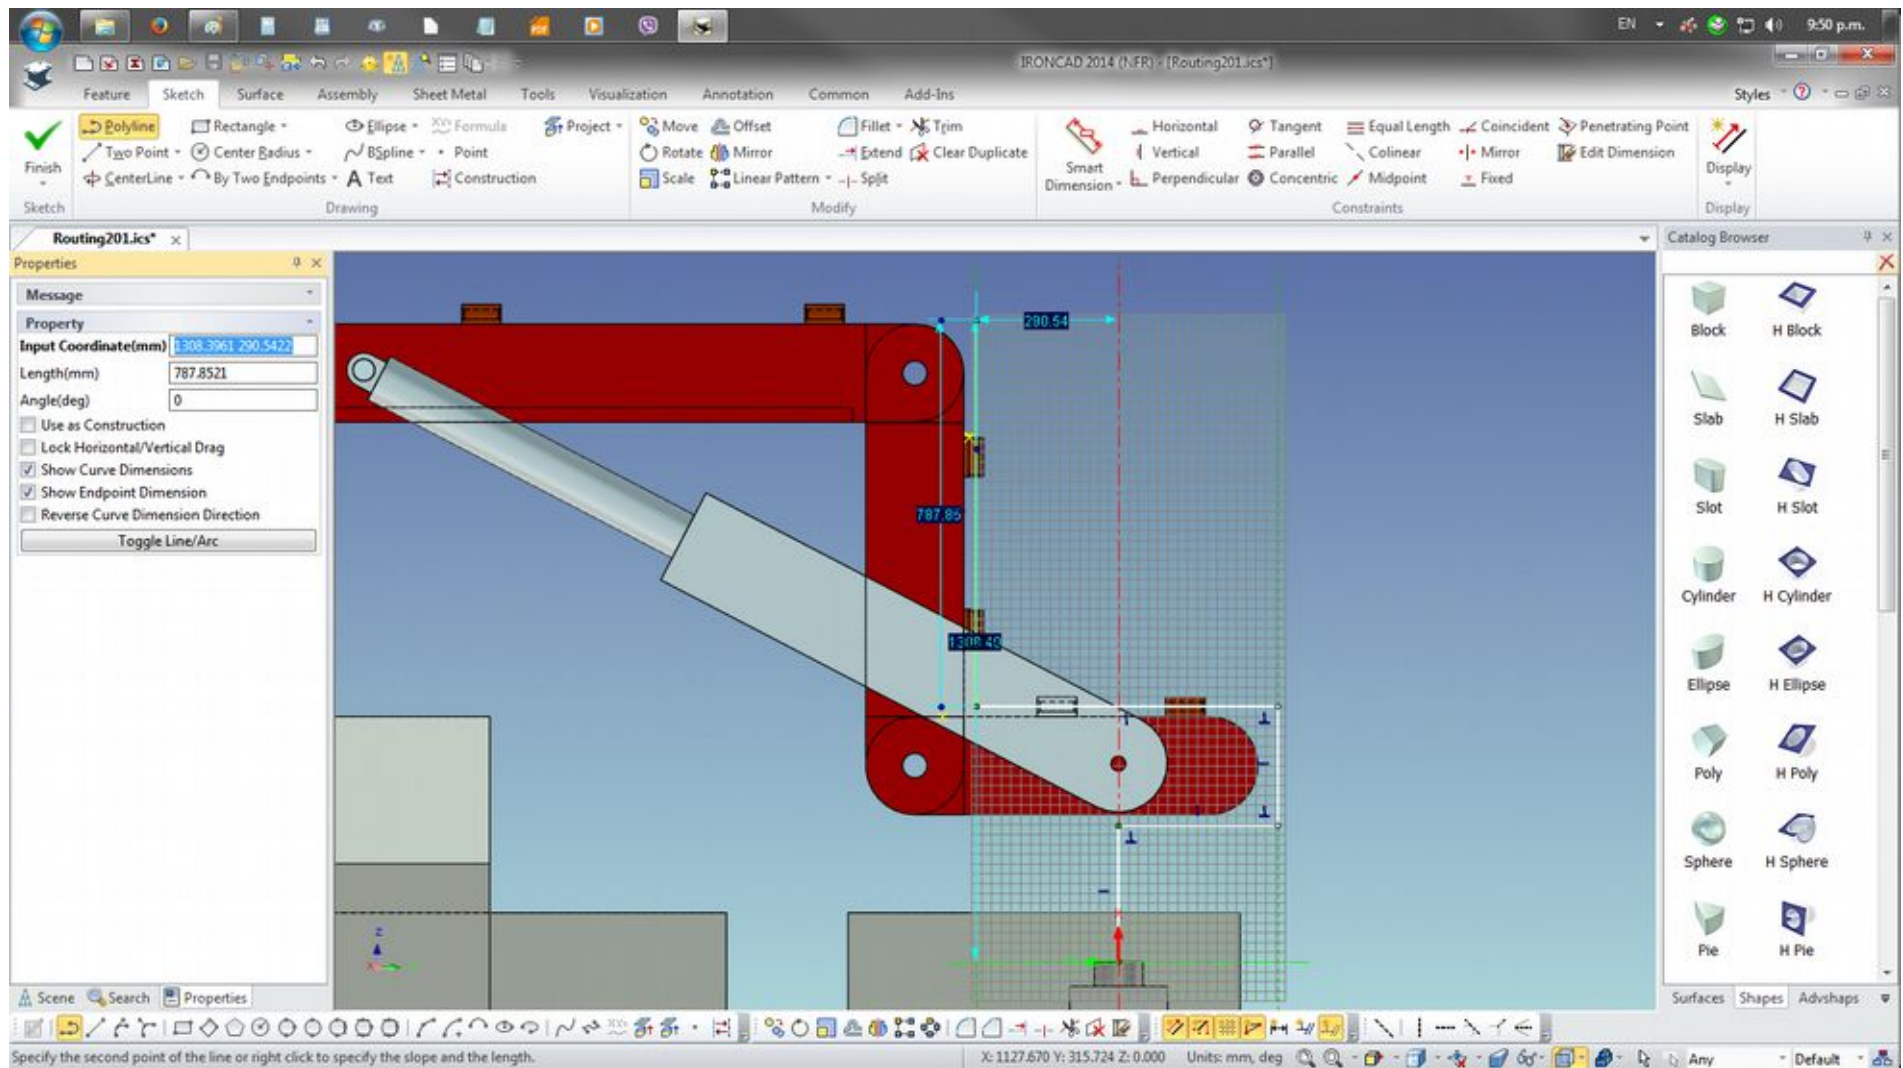 EN 9:50 p.m.
IRONCAD 2014 (NFR) - [Routing201.ics*]
Feature Sketch Surface Assembly Sheet Metal Tools Visualization Annotation Common Add-Ins Styles
Polyline Rectangle Ellipse Formula Project Move Offset Fillet Trim Horizontal Tangent Equal Length Coincident Penetrating Point
Two Point Center Radius BSpline Point Rotate Mirror Extend Clear Duplicate Vertical Parallel Colinear Mirror Edit Dimension
Finish Smart Dimension Display
CenterLine By Two Endpoints Text Construction Scale Linear Pattern Split Perpendicular Concentric Midpoint Fixed
Sketch Drawing Modify Constraints Display
Routing201.ics*
Catalog Browser
Properties
Message
Property
Input Coordinate(mm) 1308.3961 290.5422
Length(mm) 787.8521
Angle(deg) 0
Use as Construction
Lock Horizontal/Vertical Drag
Show Curve Dimensions
Show Endpoint Dimension
Reverse Curve Dimension Direction
Toggle Line/Arc
290.54
787.85
1308.40
Z
X
Block H Block
Slab H Slab
Slot H Slot
Cylinder H Cylinder
Ellipse H Ellipse
Poly H Poly
Sphere H Sphere
Pie H Pie
Scene Search Properties
Surfaces Shapes Advshaps
Specify the second point of the line or right click to specify the slope and the length.
X: 1127.670 Y: 315.724 Z: 0.000 Units: mm, deg Any Default